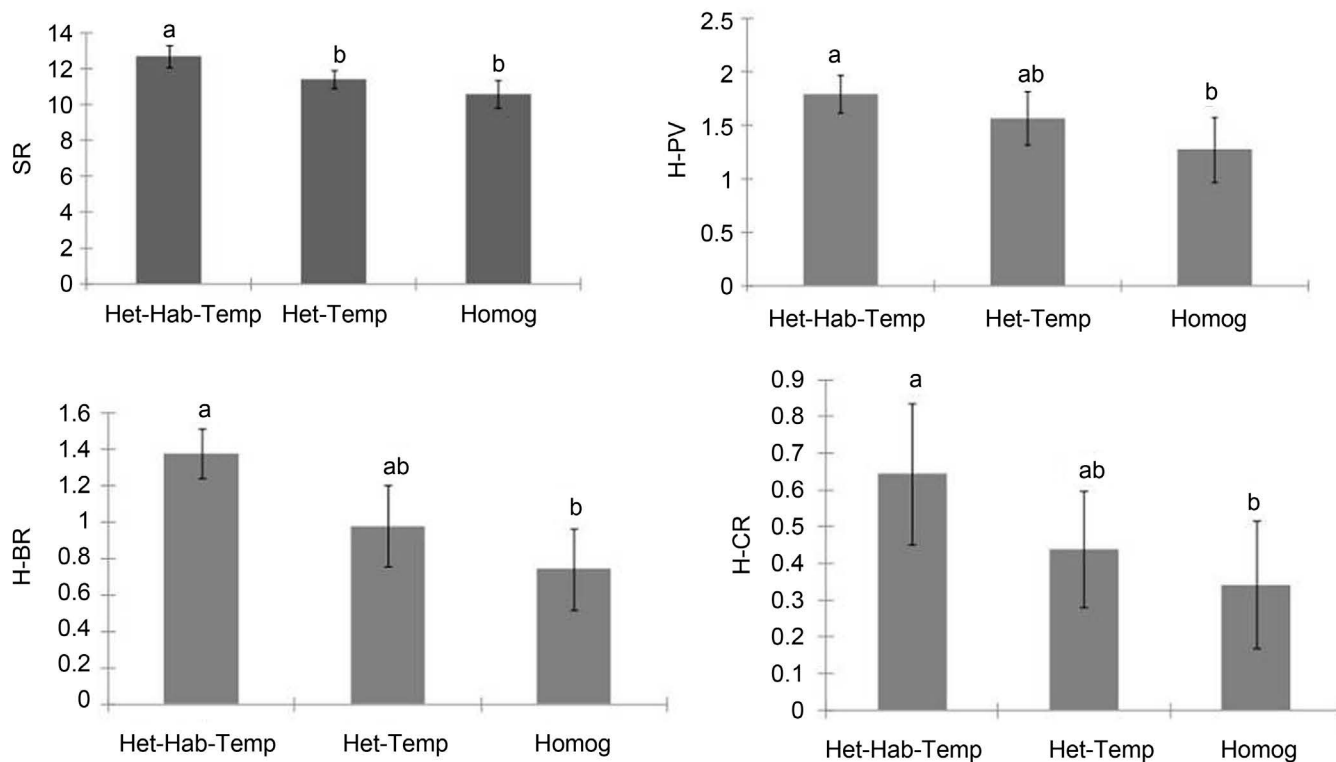 14
12
10
8
6
4
2
0
SR
a
b
b
Het-Hab-Temp Het-Temp Homog
2.5
2
1.5
1
0.5
0
H-PV
a
ab
b
Het-Hab-Temp Het-Temp Homog
1.6
1.4
1.2
1
0.8
0.6
0.4
0.2
0
H-BR
a
ab
b
Het-Hab-Temp Het-Temp Homog
0.9
0.8
0.7
0.6
0.5
0.4
0.3
0.2
0.1
0
H-CR
a
ab
b
Het-Hab-Temp Het-Temp Homog